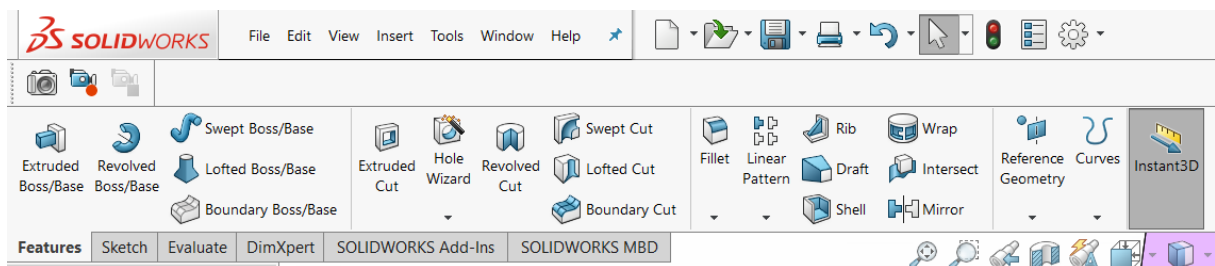 SOLIDWORKS File Edit View Insert Tools Window Help
Extruded Boss/Base
Revolved Boss/Base
Swept Boss/Base
Lofted Boss/Base
Boundary Boss/Base
Extruded Cut
Hole Wizard
Revolved Cut
Swept Cut
Lofted Cut
Boundary Cut
Fillet
Linear Pattern
Rib
Draft
Shell
Wrap
Intersect
Mirror
Reference Geometry
Curves
Instant3D
Features Sketch Evaluate DimXpert SOLIDWORKS Add-Ins SOLIDWORKS MBD